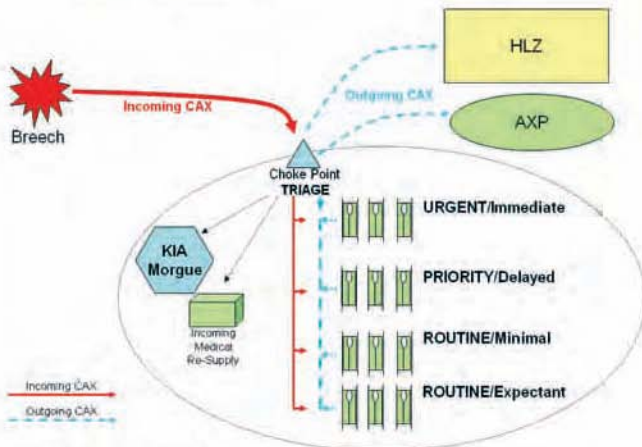 HLZ
Incoming CAX
Outgoing CAX
Breech
AXP
Choke Point
TRIAGE
URGENT/Immediate
KIA
Morgue
PRIORITY/Delayed
Incoming
Medical
Re-Supply
ROUTINE/Minimal
Incoming CAX
ROUTINE/Expectant
Outgoing CAX